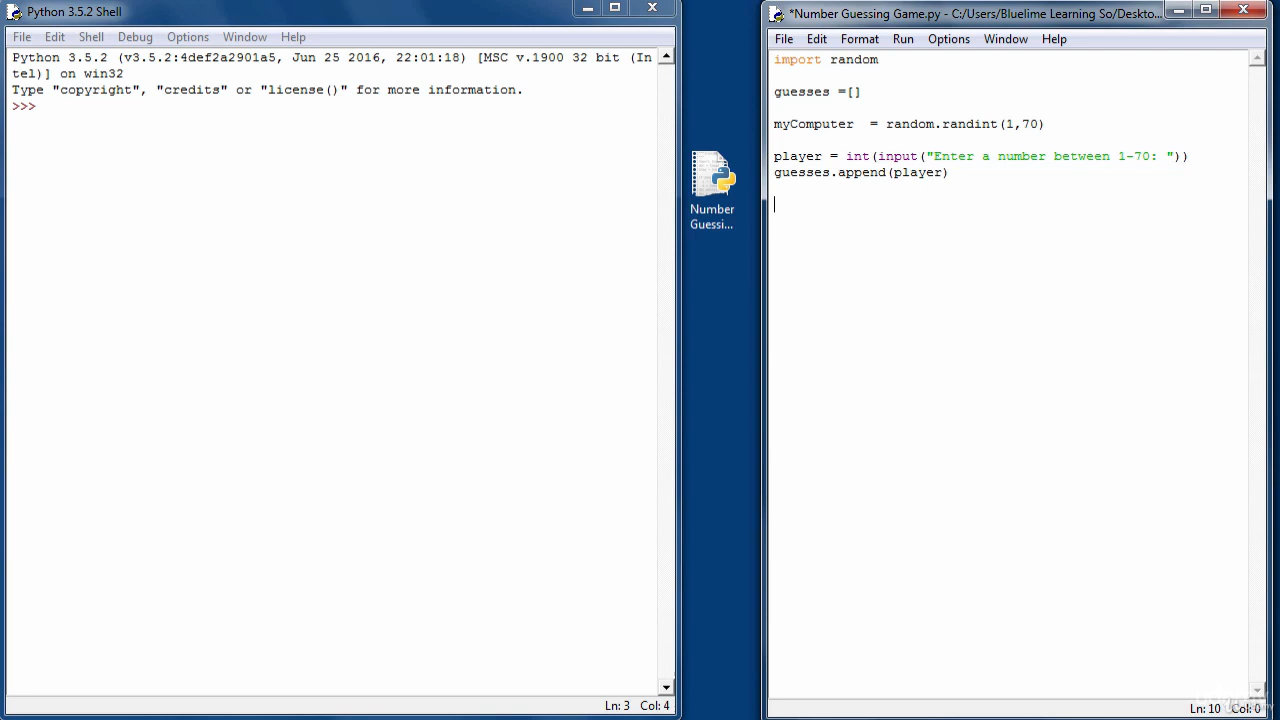 Python 3.5.2 Shell
File Edit Shell Debug Options Window Help
Python 3.5.2 (v3.5.2:4def2a2901a5, Jun 25 2016, 22:01:18) [MSC v.1900 32 bit (In
tel)] on win32
Type "copyright", "credits" or "license()" for more information.
>>>
Ln: 3 Col: 4
Number
Guessi...
*Number Guessing Game.py - C:/Users/Bluelime Learning So/Deskto...
File Edit Format Run Options Window Help
import random
guesses =[]
myComputer  = random.randint(1,70)
player = int(input("Enter a number between 1-70: "))
guesses.append(player)
Ln: 10 Col: 0